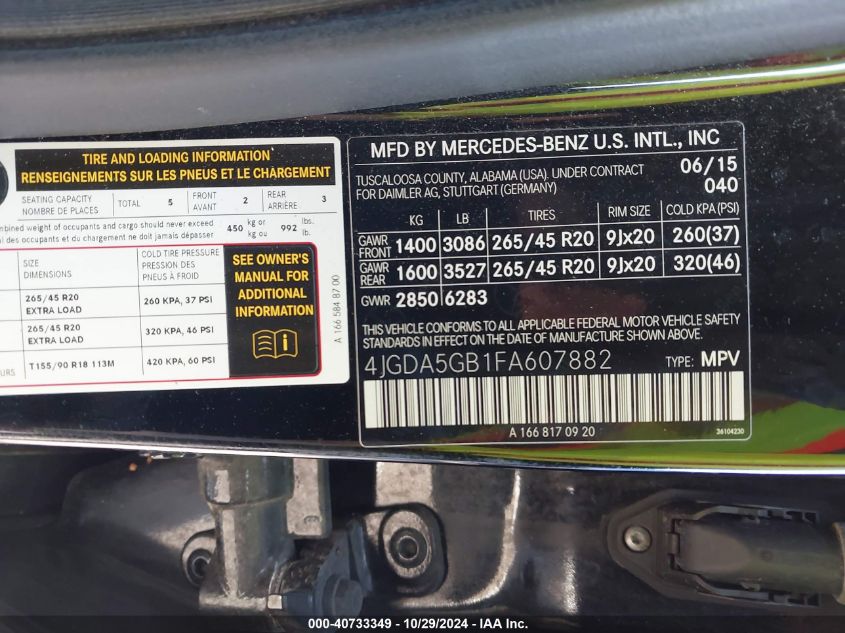 TIRE AND LOADING INFORMATION
RENSEIGNEMENTS SUR LES PNEUS ET LE CHARGEMENT
SEATING CAPACITY
NOMBRE DE PLACES
TOTAL 5
FRONT
AVANT
2
REAR
ARRIÈRE
3
combined weight of occupants and cargo should never exceed
al des occupants et du chargement ne doit jamais dépasser
450 kg or
kg ou
992 lbs.
lb.
SIZE
DIMENSIONS
COLD TIRE PRESSURE
PRESSION DES
PNEUS À FROID
265/45 R20
EXTRA LOAD
260 KPA, 37 PSI
265/45 R20
EXTRA LOAD
320 KPA, 46 PSI
OURS
T155/90 R18 113M
420 KPA, 60 PSI
SEE OWNER'S
MANUAL FOR
ADDITIONAL
INFORMATION
A 166 584 87 00
MFD BY MERCEDES-BENZ U.S. INTL., INC
TUSCALOOSA COUNTY, ALABAMA (USA). UNDER CONTRACT
FOR DAIMLER AG, STUTTGART (GERMANY)
06/15
040
KG LB TIRES RIM SIZE COLD KPA(PSI)
GAWR
FRONT
1400 3086 265/45 R20 9Jx20 260(37)
GAWR
REAR
1600 3527 265/45 R20 9Jx20 320(46)
GVWR 2850 6283
THIS VEHICLE CONFORMS TO ALL APPLICABLE FEDERAL MOTOR VEHICLE SAFETY
STANDARDS IN EFFECT ON THE DATE OF MANUFACTURE SHOWN ABOVE.
4JGDA5GB1FA607882 TYPE: MPV
A 166 817 09 20
36104230
000-40733349 - 10/29/2024 - IAAI Inc.